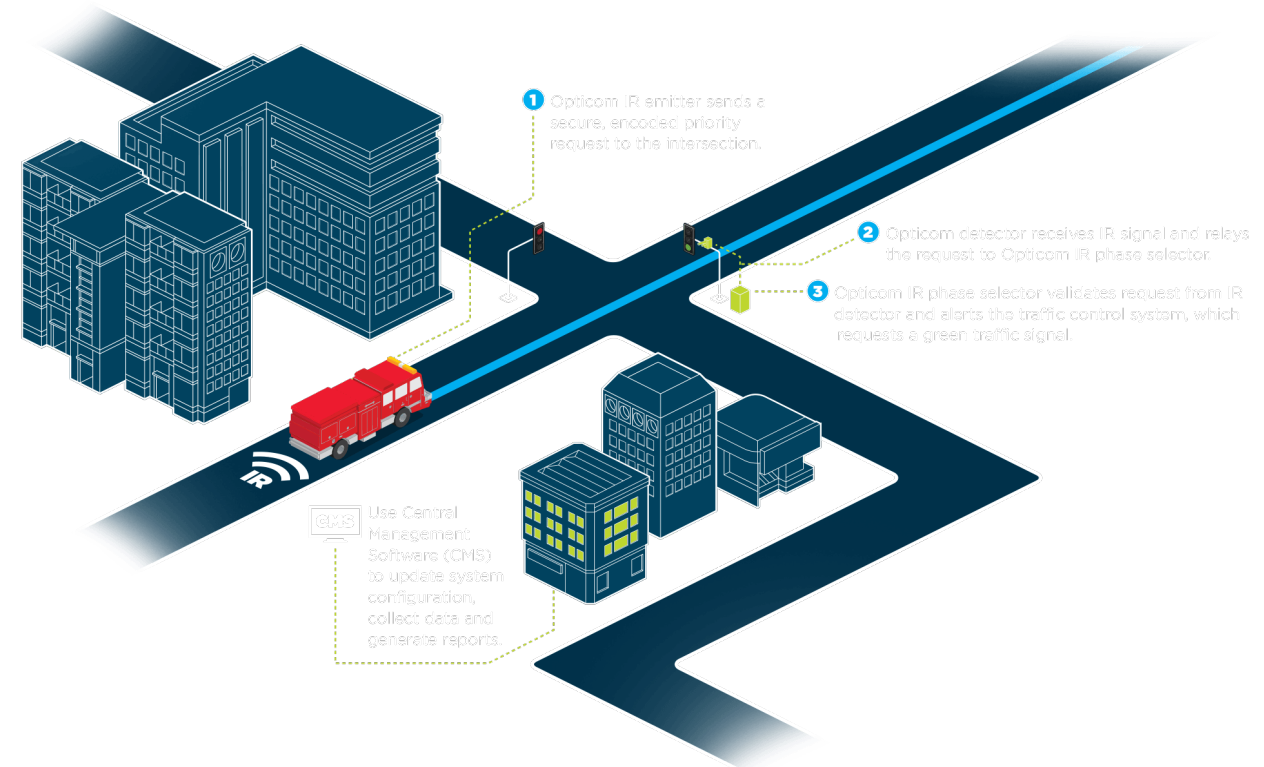 1 Opticom IR emitter sends a
secure, encoded priority
request to the intersection.
2 Opticom detector receives IR signal and relays
the request to Opticom IR phase selector.
3 Opticom IR phase selector validates request from IR
detector and alerts the traffic control system, which
requests a green traffic signal.
IR
CMS
Use Central
Management
Software (CMS)
to update system
configuration,
collect data and
generate reports.